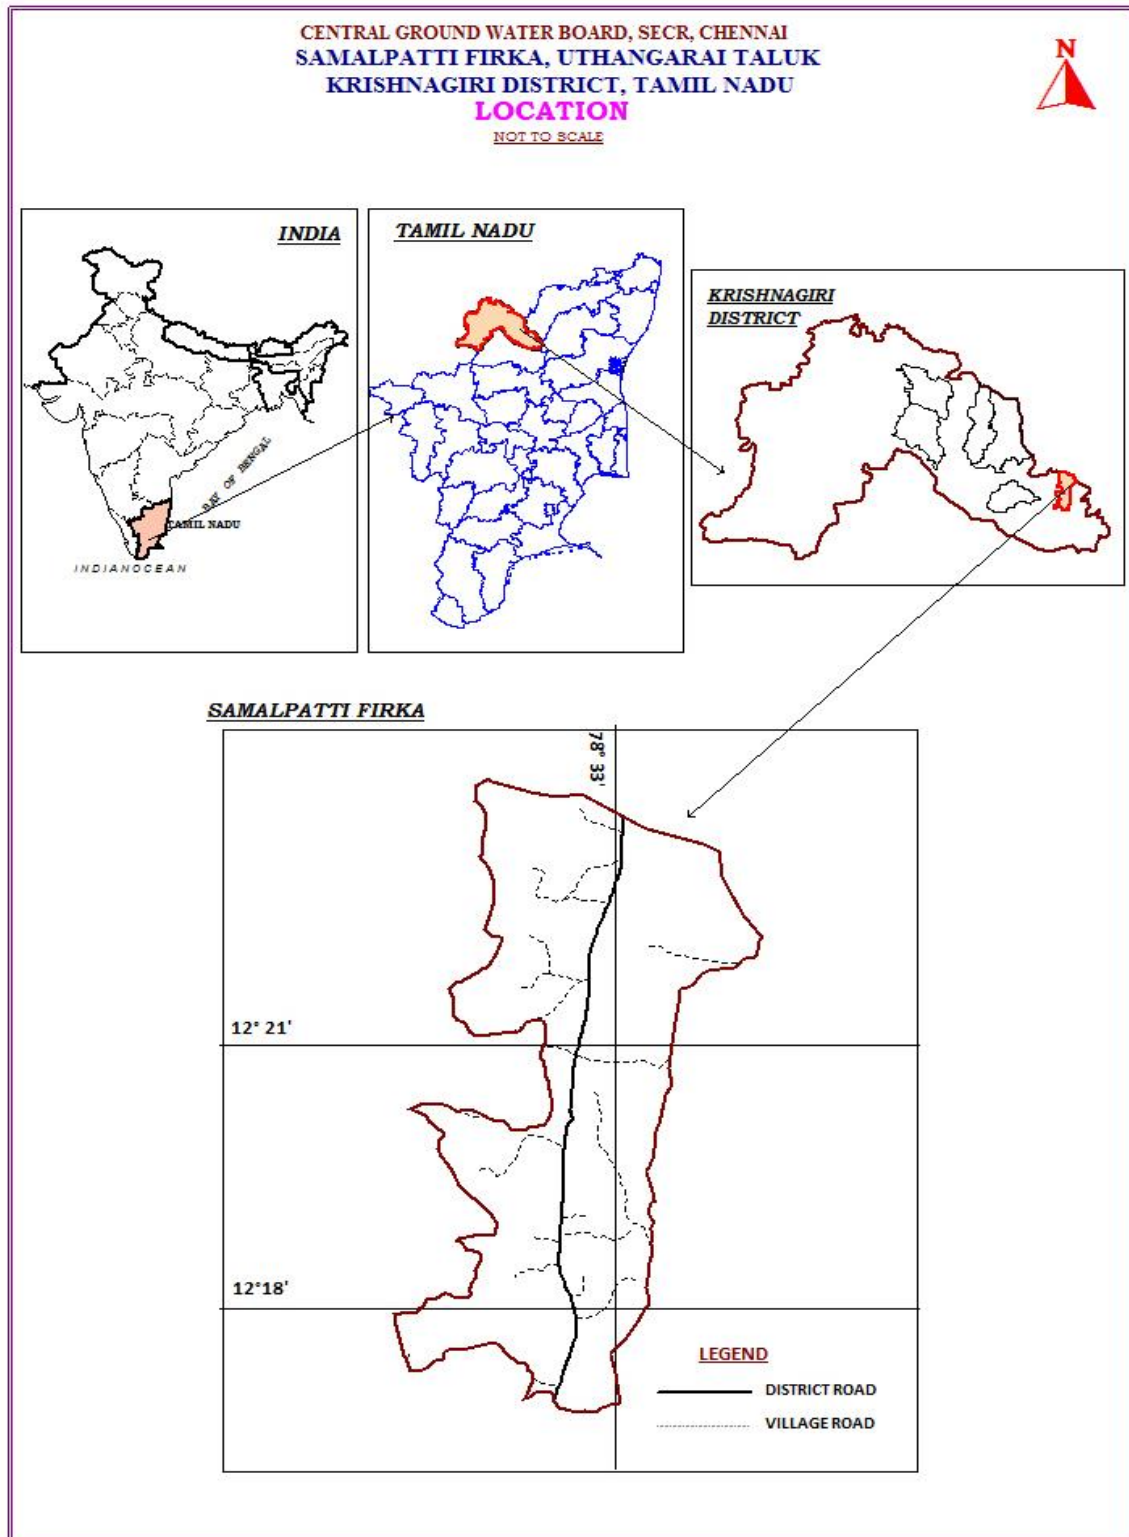 CENTRAL GROUND WATER BOARD, SECR, CHENNAI
SAMALPATTI FIRKA, UTHANGARAI TALUK
KRISHNAGIRI DISTRICT, TAMIL NADU
LOCATION
NOT TO SCALE
N
INDIA
BAY OF BENGAL
TAMIL NADU
INDIANOCEAN
TAMIL NADU
KRISHNAGIRI
DISTRICT
SAMALPATTI FIRKA
78° 33'
12° 21'
12°18'
LEGEND
DISTRICT ROAD
VILLAGE ROAD